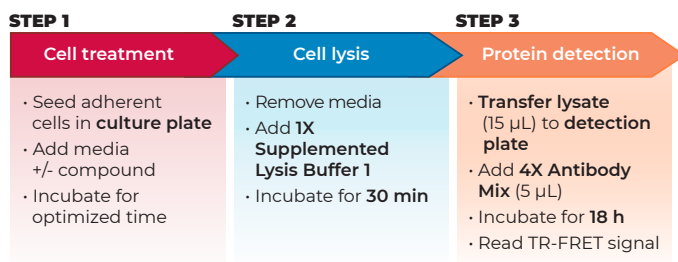 STEP 1
Cell treatment
· Seed adherent
cells in culture plate
· Add media
+/- compound
· Incubate for
optimized time
STEP 2
Cell lysis
· Remove media
· Add 1X
Supplemented
Lysis Buffer 1
· Incubate for 30 min
STEP 3
Protein detection
· Transfer lysate
(15 µL) to detection
plate
· Add 4X Antibody
Mix (5 µL)
· Incubate for 18 h
· Read TR-FRET signal